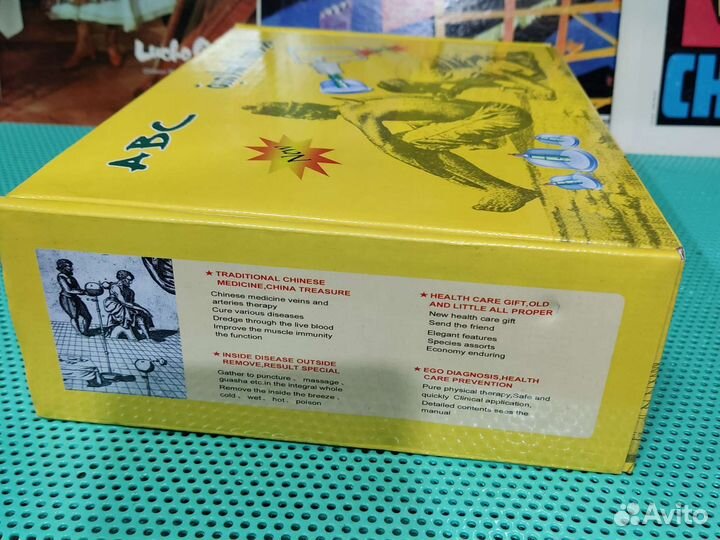 ABC
New
CH
★ TRADITIONAL CHINESE
MEDICINE,CHINA TREASURE
Chinese medicine veins and
arteries therapy
Cure various diseases
Dredge through the live blood
Improve the muscle immunity
the function
★ INSIDE DISEASE OUTSIDE
REMOVE,RESULT SPECIAL
Gather to puncture、massage、
guasha etc.in the integral whole
Remove the inside the breeze、
cold、wet、hot、poison
★ HEALTH CARE GIFT,OLD
AND LITTLE ALL PROPER
New health care gift
Send the friend
Elegant features
Species assorts
Economy enduring
★ EGO DIAGNOSIS,HEALTH
CARE PREVENTION
Pure physical therapy,Safe and
quickly Clinical application,
Detailed contents seas the
manual
Avito